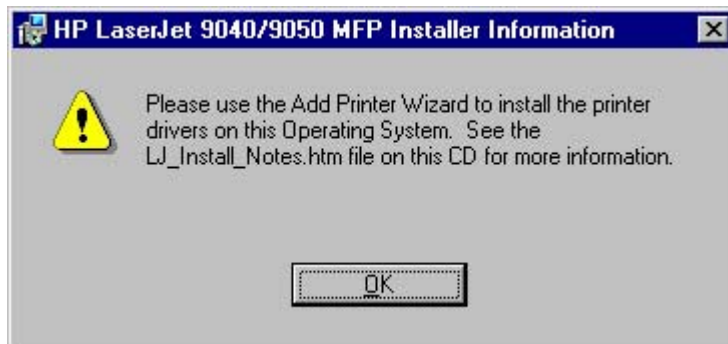 HP LaserJet 9040/9050 MFP Installer Information
Please use the Add Printer Wizard to install the printer
drivers on this Operating System.  See the
LJ_Install_Notes.htm file on this CD for more information.
OK